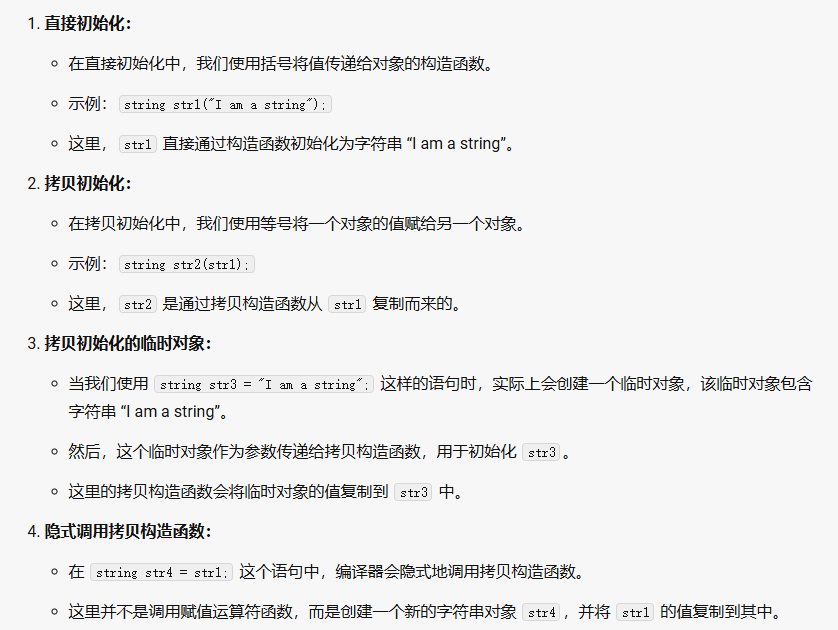 1. 直接初始化：
在直接初始化中，我们使用括号将值传递给对象的构造函数。
示例： string str1("I am a string");
这里， str1 直接通过构造函数初始化为字符串 “I am a string”。
2. 拷贝初始化：
在拷贝初始化中，我们使用等号将一个对象的值赋给另一个对象。
示例： string str2(str1);
这里， str2 是通过拷贝构造函数从 str1 复制而来的。
3. 拷贝初始化的临时对象：
当我们使用 string str3 = "I am a string"; 这样的语句时，实际上会创建一个临时对象，该临时对象包含
字符串 “I am a string”。
然后，这个临时对象作为参数传递给拷贝构造函数，用于初始化 str3 。
这里的拷贝构造函数会将临时对象的值复制到 str3 中。
4. 隐式调用拷贝构造函数：
在 string str4 = str1; 这个语句中，编译器会隐式地调用拷贝构造函数。
这里并不是调用赋值运算符函数，而是创建一个新的字符串对象 str4 ，并将 str1 的值复制到其中。